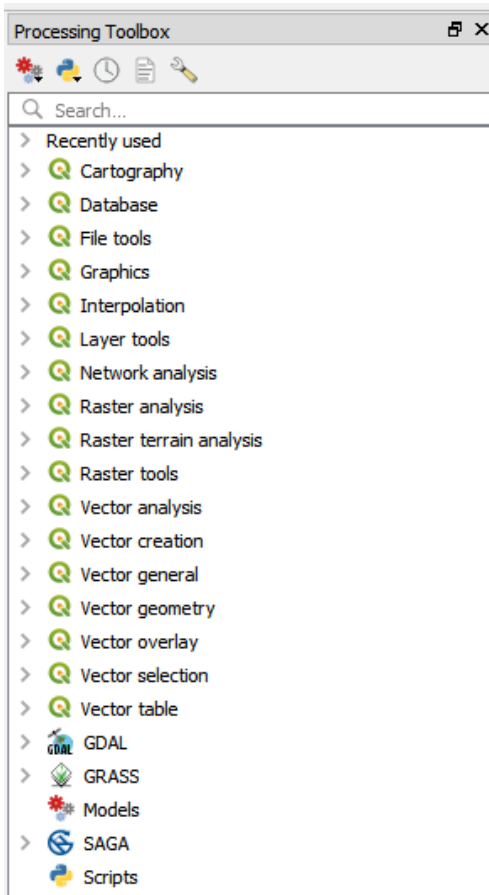 Processing Toolbox
Search...
Recently used
Cartography
Database
File tools
Graphics
Interpolation
Layer tools
Network analysis
Raster analysis
Raster terrain analysis
Raster tools
Vector analysis
Vector creation
Vector general
Vector geometry
Vector overlay
Vector selection
Vector table
GDAL GDAL
GRASS
Models
SAGA
Scripts